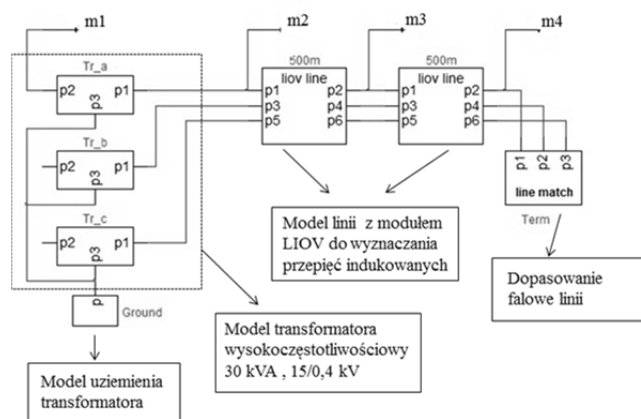 m1
m2
m3
m4
Tr_a
p2
p1
p3
Tr_b
p2
p1
p3
Tr_c
p2
p1
p3
500m
liov line
p1
p3
p5
p2
p4
p6
500m
liov line
p1
p3
p5
p2
p4
p6
p1
p2
p3
line match
Term
p
Ground
Model linii z modułem
LIOV do wyznaczania
przepięć indukowanych
Dopasowanie
falowe linii
Model transformatora
wysokoczęstotliwościowy
30 kVA , 15/0,4 kV
Model uziemienia
transformatora